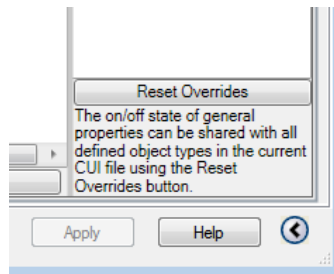 Reset Overrides
The on/off state of general
properties can be shared with all
defined object types in the current
CUI file using the Reset
Overrides button.
Apply
Help